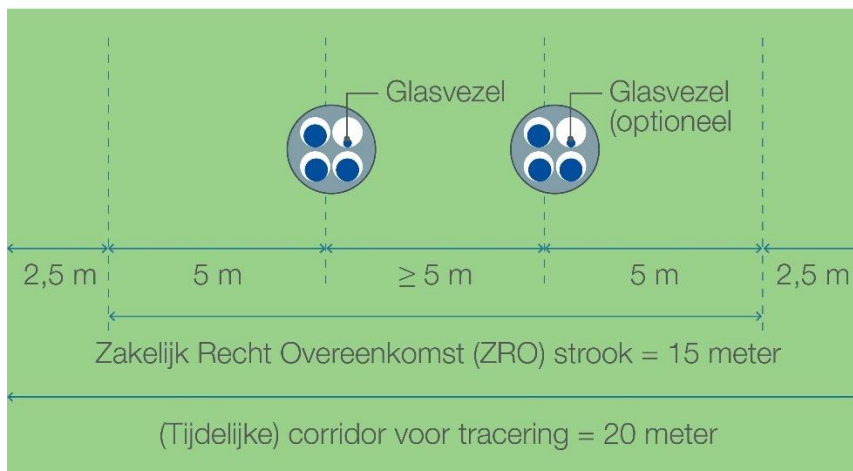 Glasvezel
Glasvezel
(optioneel
2,5 m
5 m
≥ 5 m
5 m
2,5 m
Zakelijk Recht Overeenkomst (ZRO) strook = 15 meter
(Tijdelijke) corridor voor tracering = 20 meter